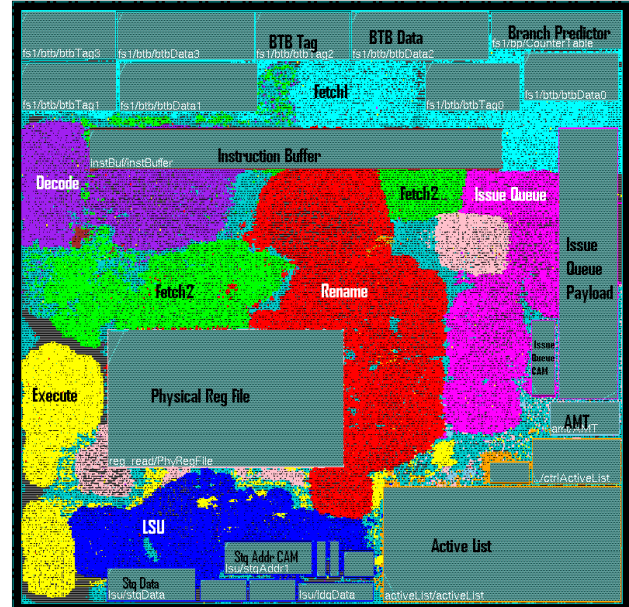 BTB Tag
BTB Data
Branch Predictor
fs1/bp/CounterTable
fs1/btb/btbTag3
fs1/btb/btbData3
fs1/btb/btbTag2
fs1/btb/btbData2
Fetch1
fs1/btb/btbTag1
fs1/btb/btbData1
fs1/btb/btbTag0
fs1/btb/btbData0
Instruction Buffer
instBuf/instBuffer
Decode
Fetch2
Issue Queue
Issue
Queue
Payload
Fetch2
Rename
Issue
Queue
CAM
Execute
Physical Reg File
AMT
reg_read/PhyRegFile
./ctrlActiveList
LSU
Active List
Stq Addr CAM
lsu/stqAddr1
Stq Data
lsu/stqData
lsu/ldqData
activeList/activeList